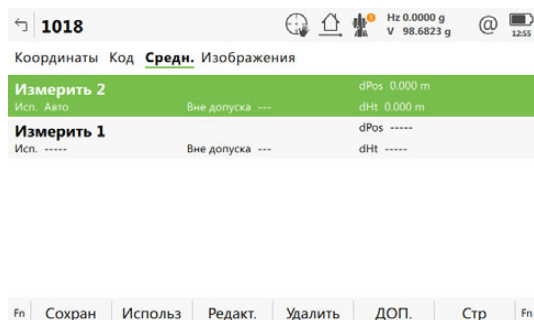 1018 Hz 0.0000 g
V 98.6823 g @ 12:55
Координаты Код Средн. Изображения
Измерить 2 dPos 0.000 m
Исп. Авто Вне допуска --- dHt 0.000 m
Измерить 1 dPos -----
Исп. ----- Вне допуска --- dHt -----
Fn Сохран Использ Редакт. Удалить ДОП. Стр Fn